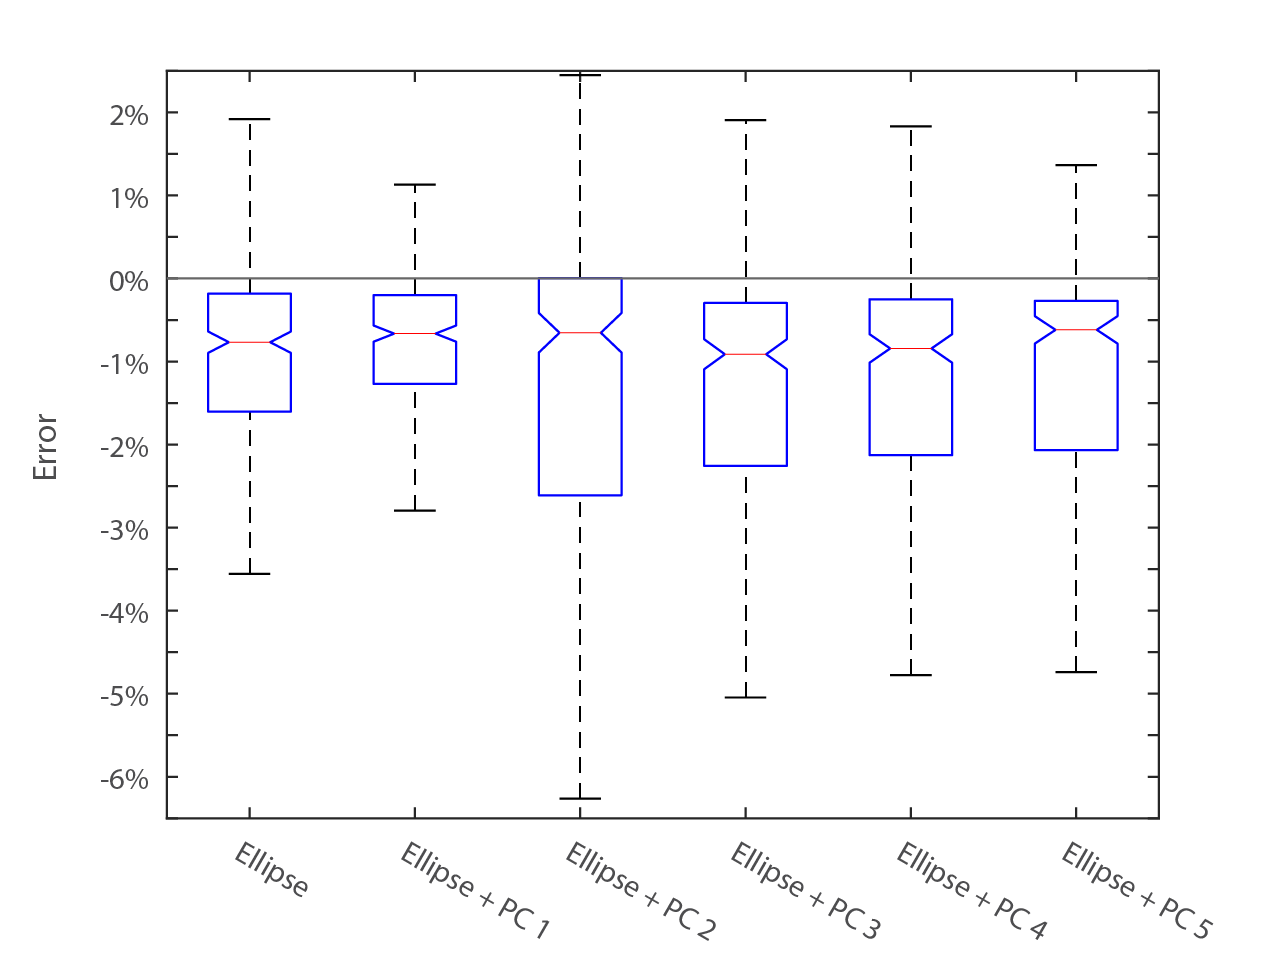 2%
1%
0%
-1%
-2%
-3%
-4%
-5%
-6%
Error
Ellipse
Ellipse + PC 1
Ellipse + PC 2
Ellipse + PC 3
Ellipse + PC 4
Ellipse + PC 5